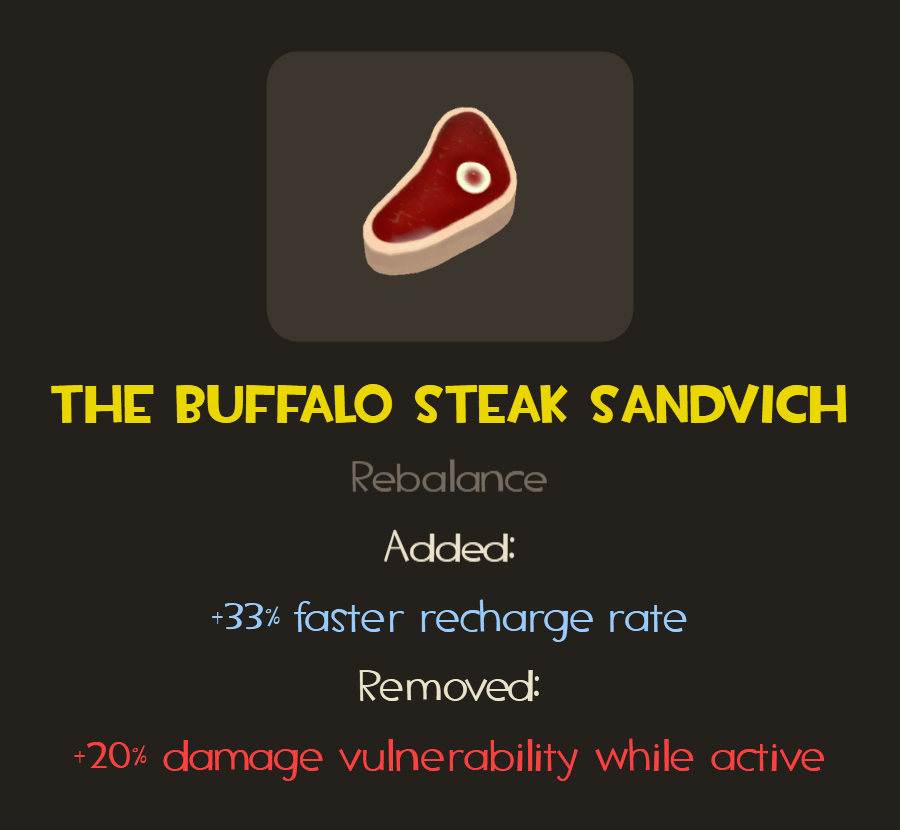 THE BUFFALO STEAK SANDVICH
Rebalance
Added:
+33% faster recharge rate
Removed:
+20% damage vulnerability while active